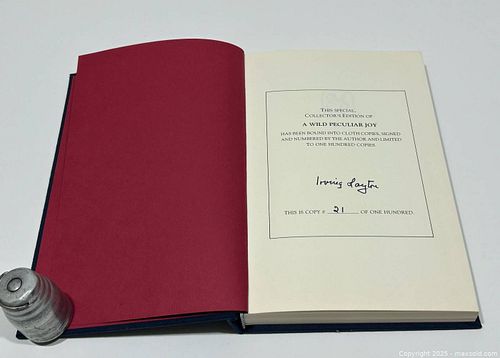 THIS SPECIAL
COLLECTOR'S EDITION OF
A WILD PECULIAR JOY
HAS BEEN BOUND INTO CLOTH COPIES, SIGNED
AND NUMBERED BY THE AUTHOR AND LIMITED
TO ONE HUNDRED COPIES.
Irving Layton
THIS IS COPY # 21 OF ONE HUNDRED
Copyright 2025 - maxsold.com